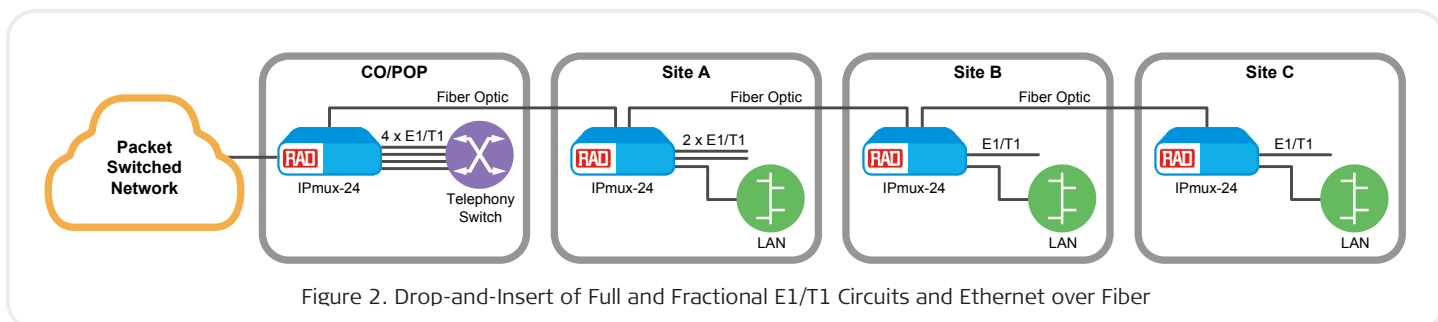 CO/POP
Site A
Site B
Site C
Fiber Optic
Fiber Optic
Fiber Optic
Packet
Switched
Network
RAD
IPmux-24
4 x E1/T1
Telephony
Switch
RAD
IPmux-24
2 x E1/T1
LAN
RAD
IPmux-24
E1/T1
LAN
RAD
IPmux-24
E1/T1
LAN
Figure 2. Drop-and-Insert of Full and Fractional E1/T1 Circuits and Ethernet over Fiber